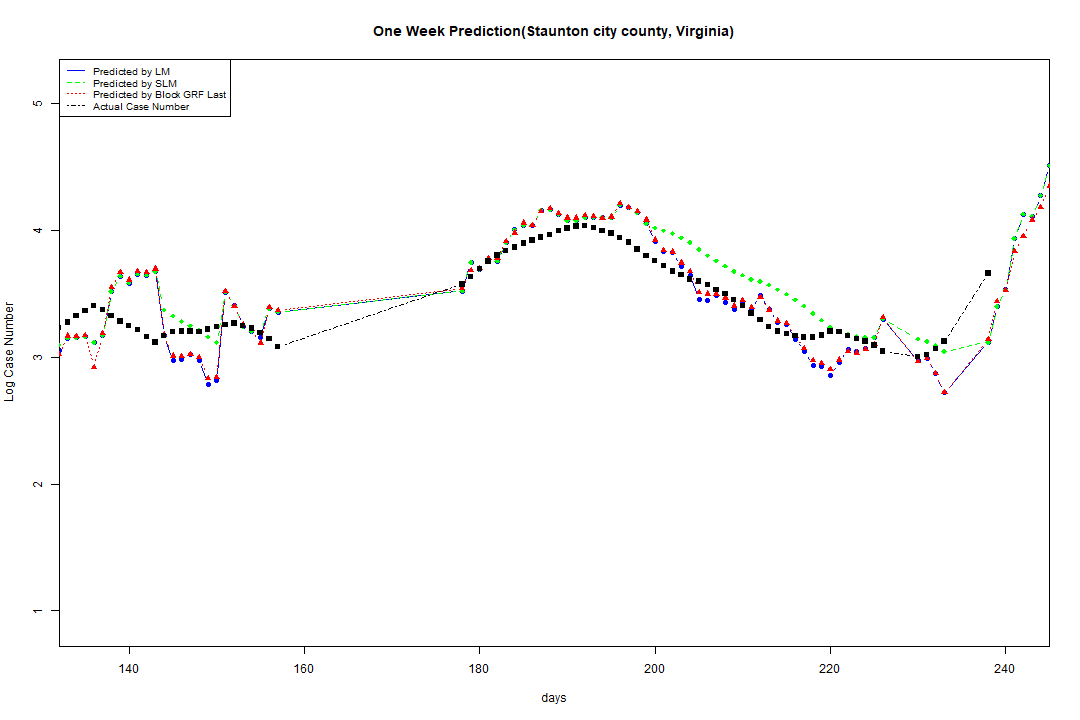 One Week Prediction(Staunton city county, Virginia)
Predicted by LM
Predicted by SLM
Predicted by Block GRF Last
Actual Case Number
5
4
3
2
1
Log Case Number
140 160 180 200 220 240
days